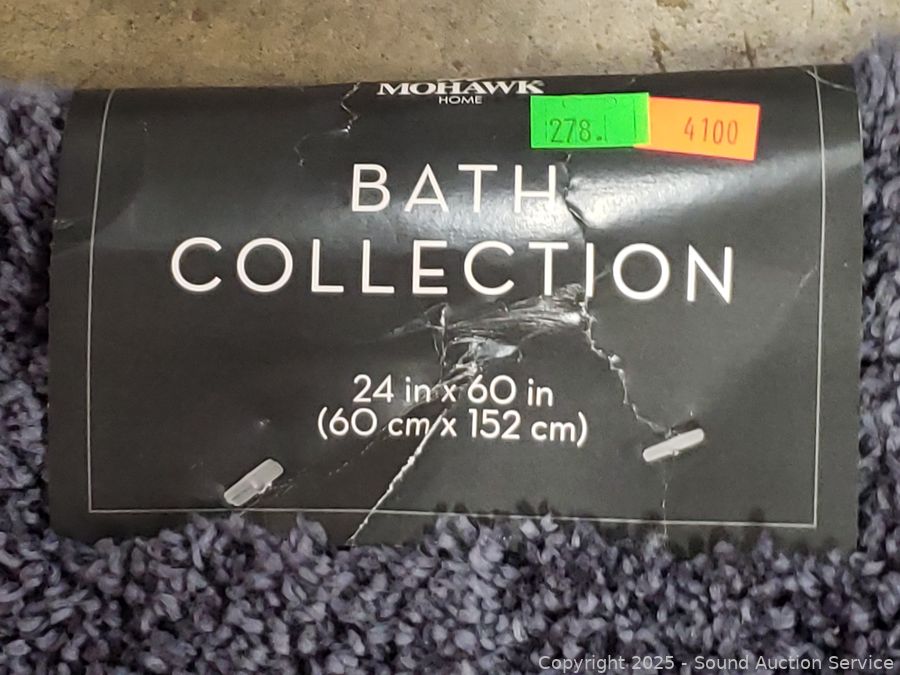 MOHAWK
HOME
278.
4100
BATH
COLLECTION
24 in x 60 in
(60 cm x 152 cm)
Copyright 2025 - Sound Auction Service